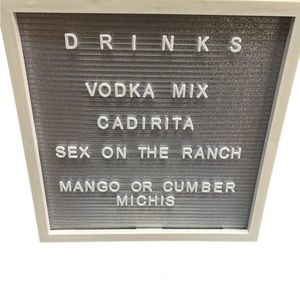 DRINKS
VODKA MIX
CADIRITA
SEX ON THE RANCH
MANGO OR CUMBER
MICHIS